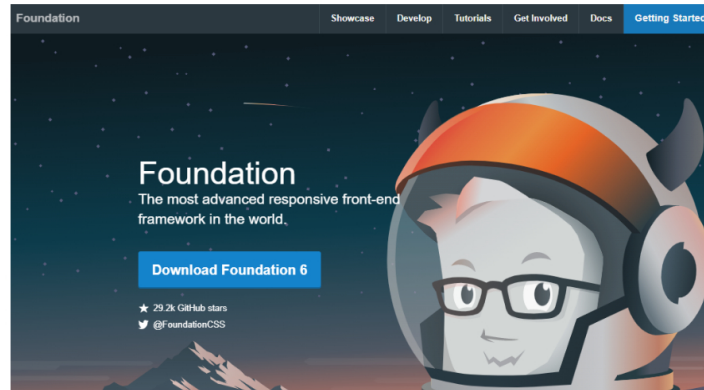 Foundation Showcase Develop Tutorials Get Involved Docs Getting Started
Foundation
The most advanced responsive front-end
framework in the world.
Download Foundation 6
29.2k GitHub stars
@FoundationCSS